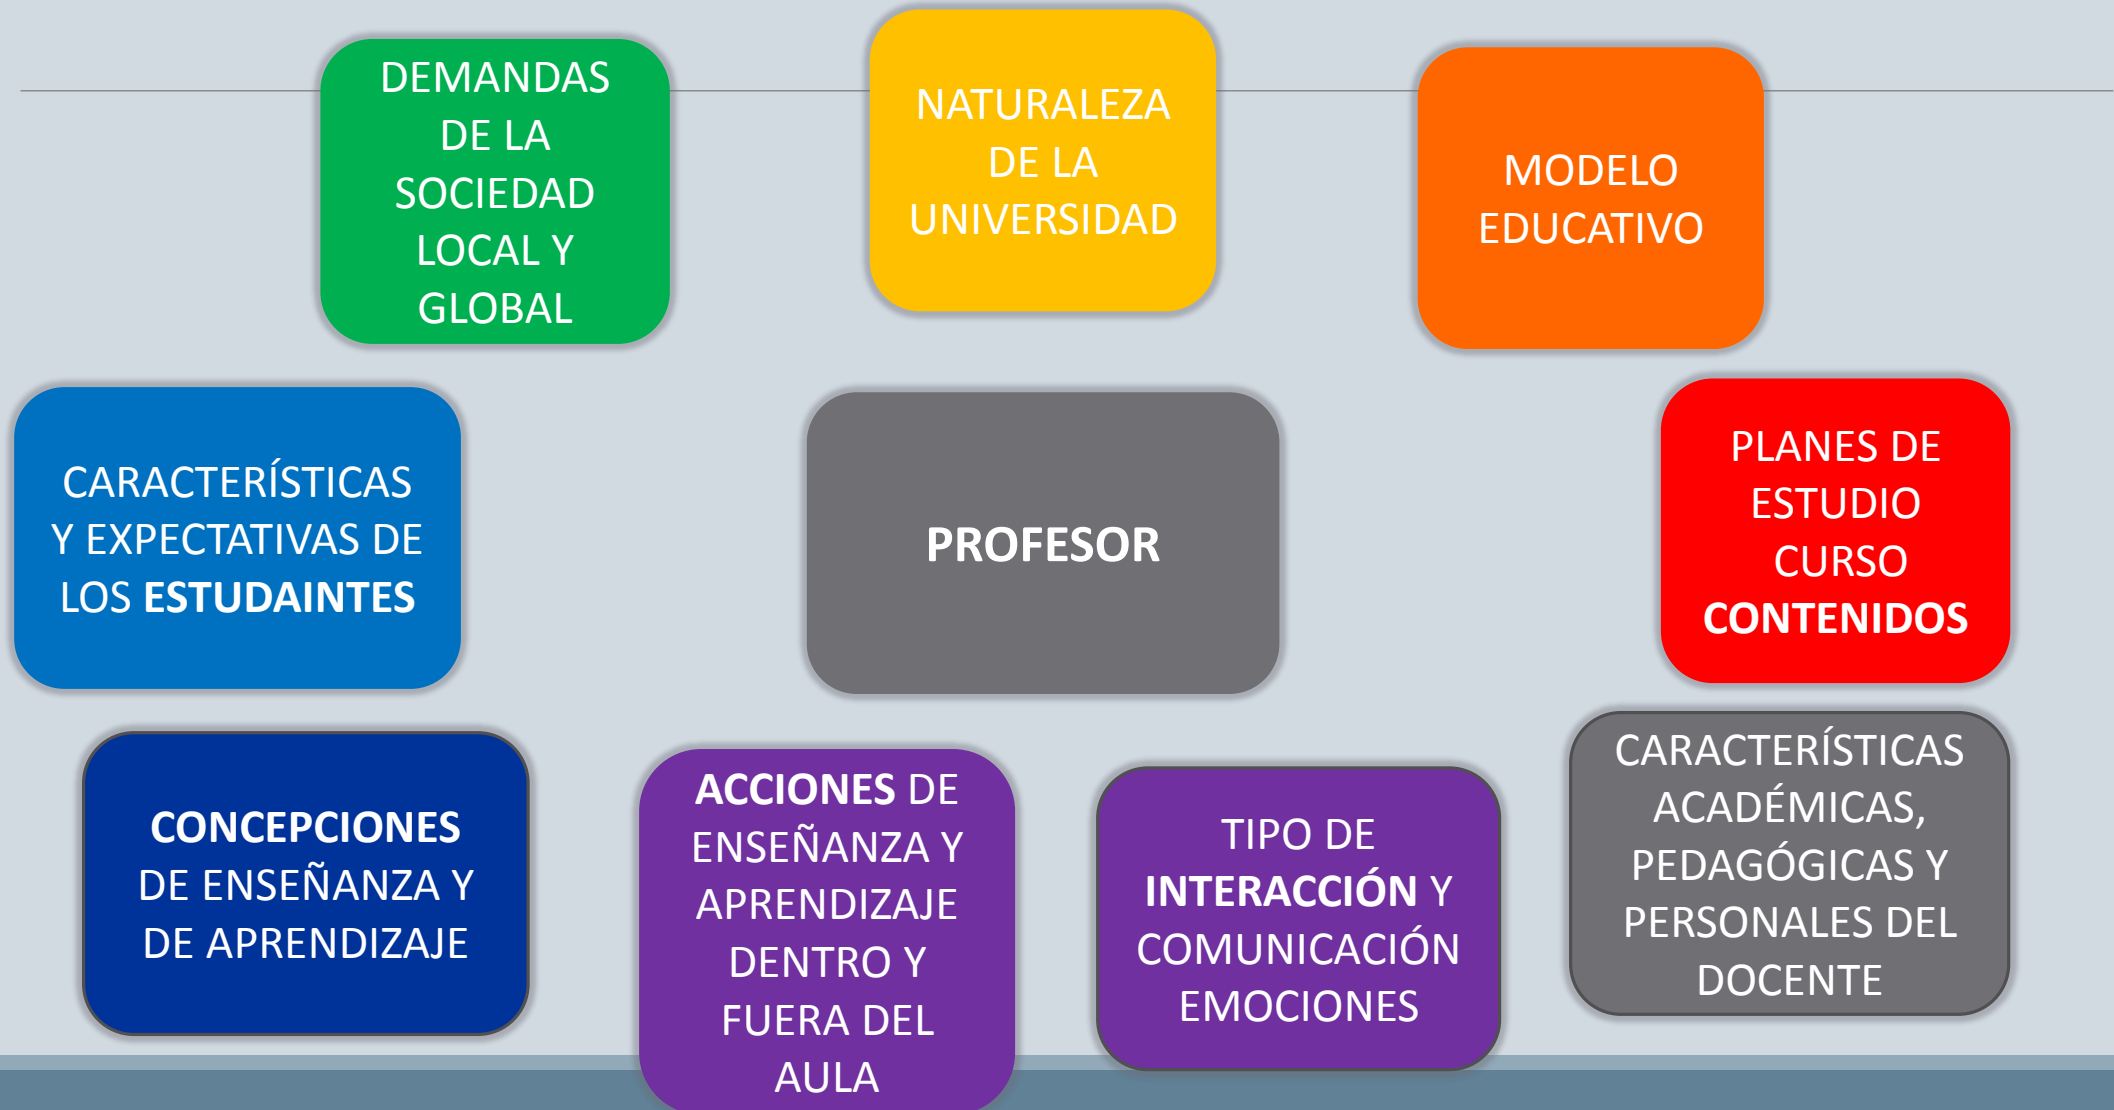 DEMANDAS
DE LA
SOCIEDAD
LOCAL Y
GLOBAL
NATURALEZA
DE LA
UNIVERSIDAD
MODELO
EDUCATIVO
CARACTERÍSTICAS
Y EXPECTATIVAS DE
LOS ESTUDAINTES
PROFESOR
PLANES DE
ESTUDIO
CURSO
CONTENIDOS
CONCEPCIONES
DE ENSEÑANZA Y
DE APRENDIZAJE
ACCIONES DE
ENSEÑANZA Y
APRENDIZAJE
DENTRO Y
FUERA DEL
AULA
TIPO DE
INTERACCIÓN Y
COMUNICACIÓN
EMOCIONES
CARACTERÍSTICAS
ACADÉMICAS,
PEDAGÓGICAS Y
PERSONALES DEL
DOCENTE